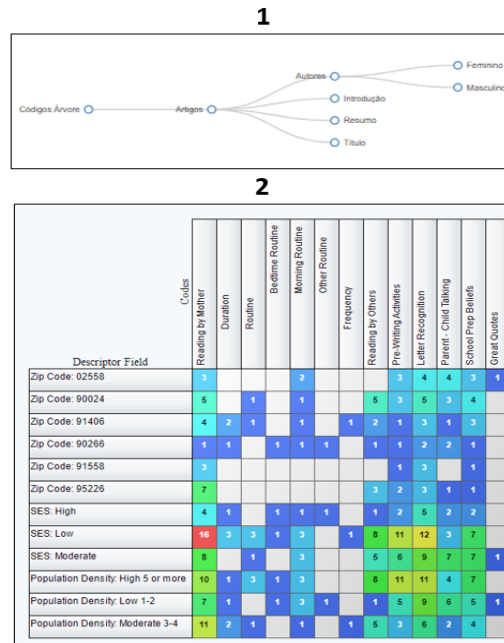 1
Autores
Feminino
Masculino
Códigos Árvore
Artigos
Introdução
Resumo
Título
2
Codes
Reading by Mother
Duration
Routine
Bedtime Routine
Morning Routine
Other Routine
Frequency
Reading by Others
Pre-Writing Activities
Letter Recognition
Parent - Child Talking
School Prep Beliefs
Great Quotes
Descriptor Field
Zip Code: 02558 3 2 3 4 4 3 1
Zip Code: 90024 5 1 1 5 3 5 3 4
Zip Code: 91406 4 2 1 1 1 2 1 3 1 3
Zip Code: 90266 1 1 1 1 1 1 1 2 2 1
Zip Code: 91558 3 1 3 1
Zip Code: 95226 7 3 2 3 1 1
SES: High 4 1 1 1 1 1 2 5 2 2
SES: Low 16 3 3 1 3 1 8 11 12 3 7
SES: Moderate 8 1 3 5 6 9 7 7 1
Population Density: High 5 or more 10 1 3 1 3 8 11 11 4 7
Population Density: Low 1-2 7 1 1 3 1 1 5 9 6 5 1
Population Density: Moderate 3-4 11 2 1 3 1 5 3 6 2 4